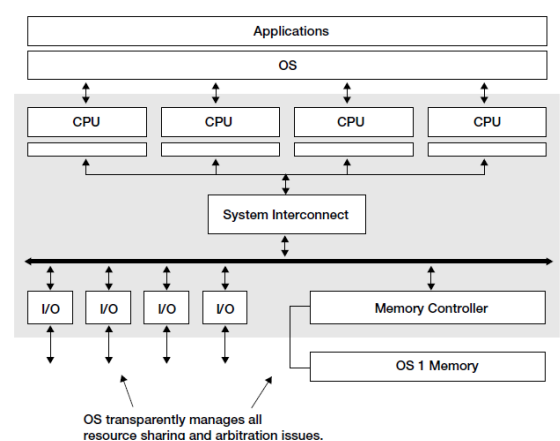 Applications
OS
CPU CPU CPU CPU
System Interconnect
I/O I/O I/O I/O Memory Controller
OS 1 Memory
OS transparently manages all
resource sharing and arbitration issues.